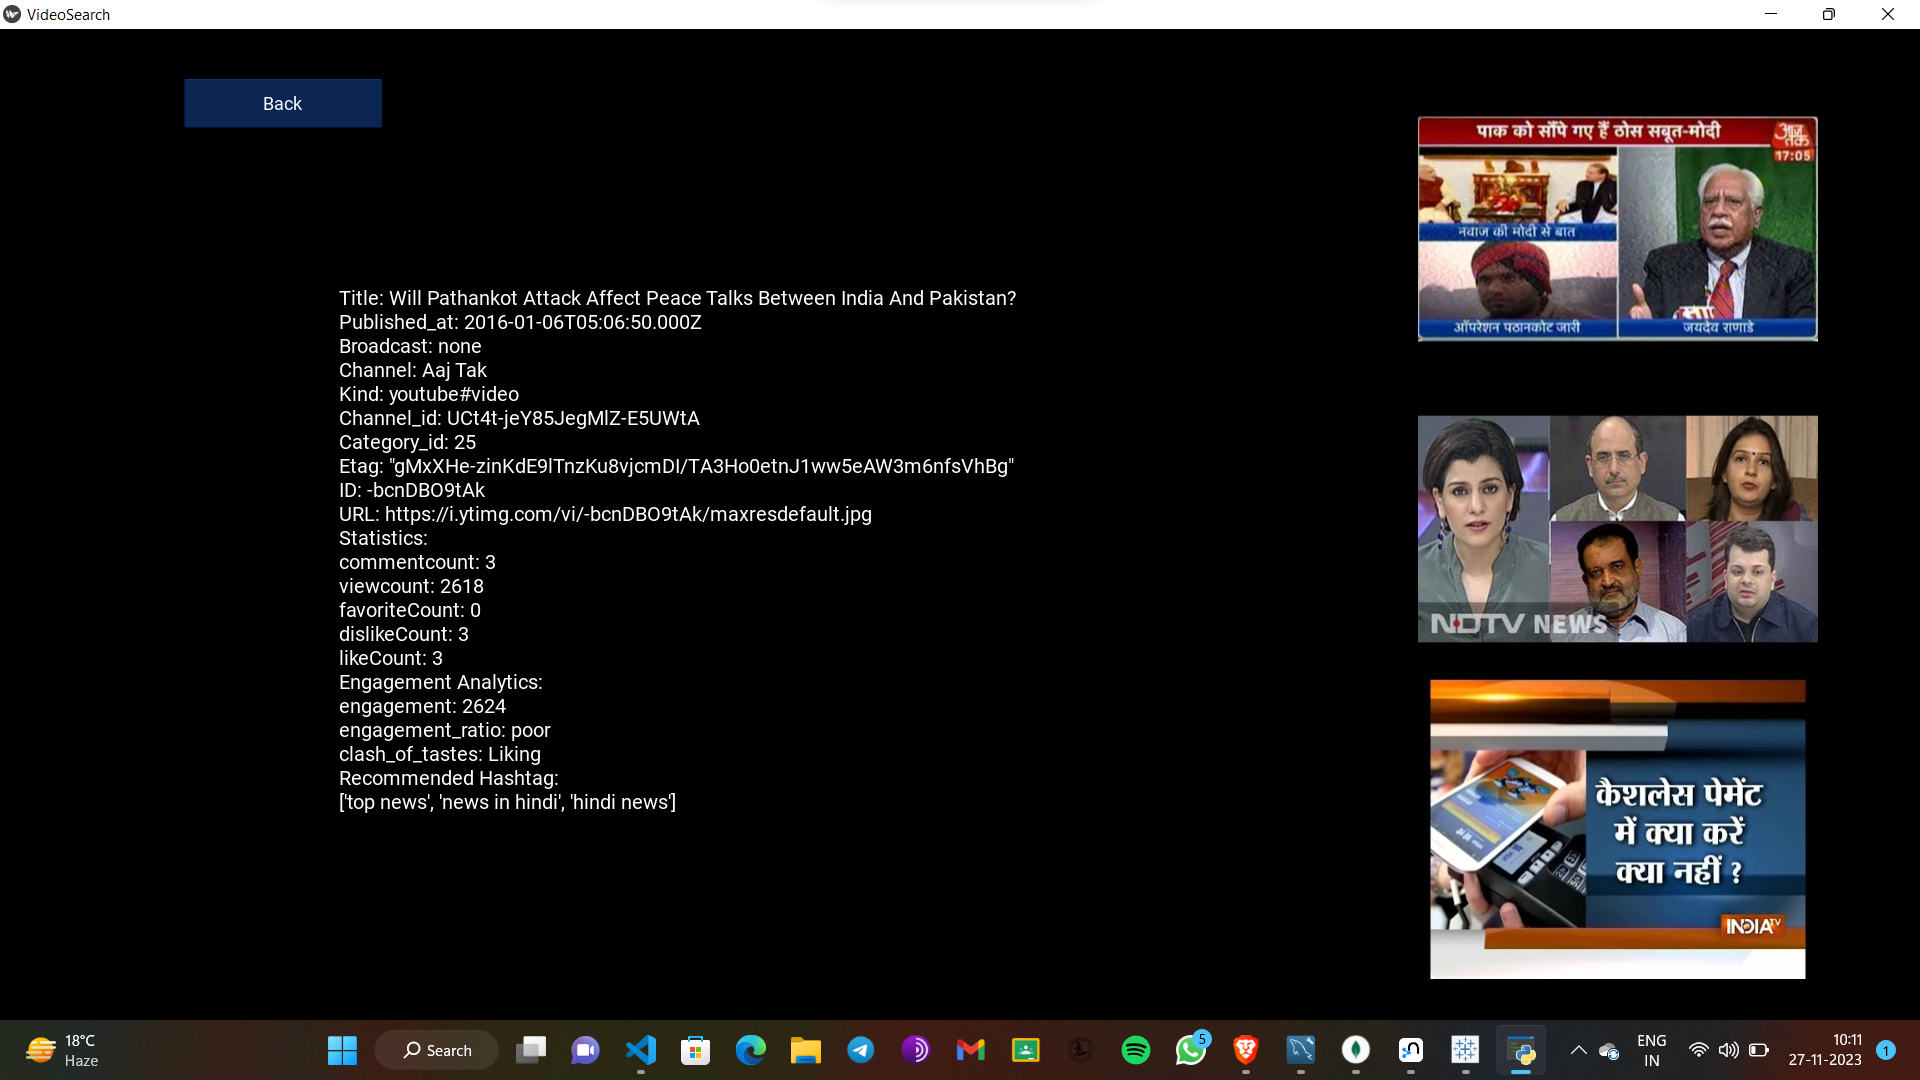 VideoSearch
Back
Title: Will Pathankot Attack Affect Peace Talks Between India And Pakistan?
Published_at: 2016-01-06T05:06:50.000Z
Broadcast: none
Channel: Aaj Tak
Kind: youtube#video
Channel_id: UCt4t-jeY85JegMlZ-E5UWtA
Category_id: 25
Etag: "gMxXHe-zinKdE9lTnzKu8vjcmDI/TA3Ho0etnJ1ww5eAW3m6nfsVhBg"
ID: -bcnDBO9tAk
URL: https://i.ytimg.com/vi/-bcnDBO9tAk/maxresdefault.jpg
Statistics:
commentcount: 3
viewcount: 2618
favoriteCount: 0
dislikeCount: 3
likeCount: 3
Engagement Analytics:
engagement: 2624
engagement_ratio: poor
clash_of_tastes: Liking
Recommended Hashtag:
['top news', 'news in hindi', 'hindi news']
पाक को सौंपे गए हैं ठोस सबूत-मोदी
आज तक
17:05
नवाज की मोदी से बात
ऑपरेशन पठानकोट जारी
जयदेव राणाडे
NDTV NEWS
कैशलेस पेमेंट
में क्या करें
क्या नहीं ?
INDIA TV
18°C
Haze
Search
5
ENG
IN
10:11
27-11-2023
1